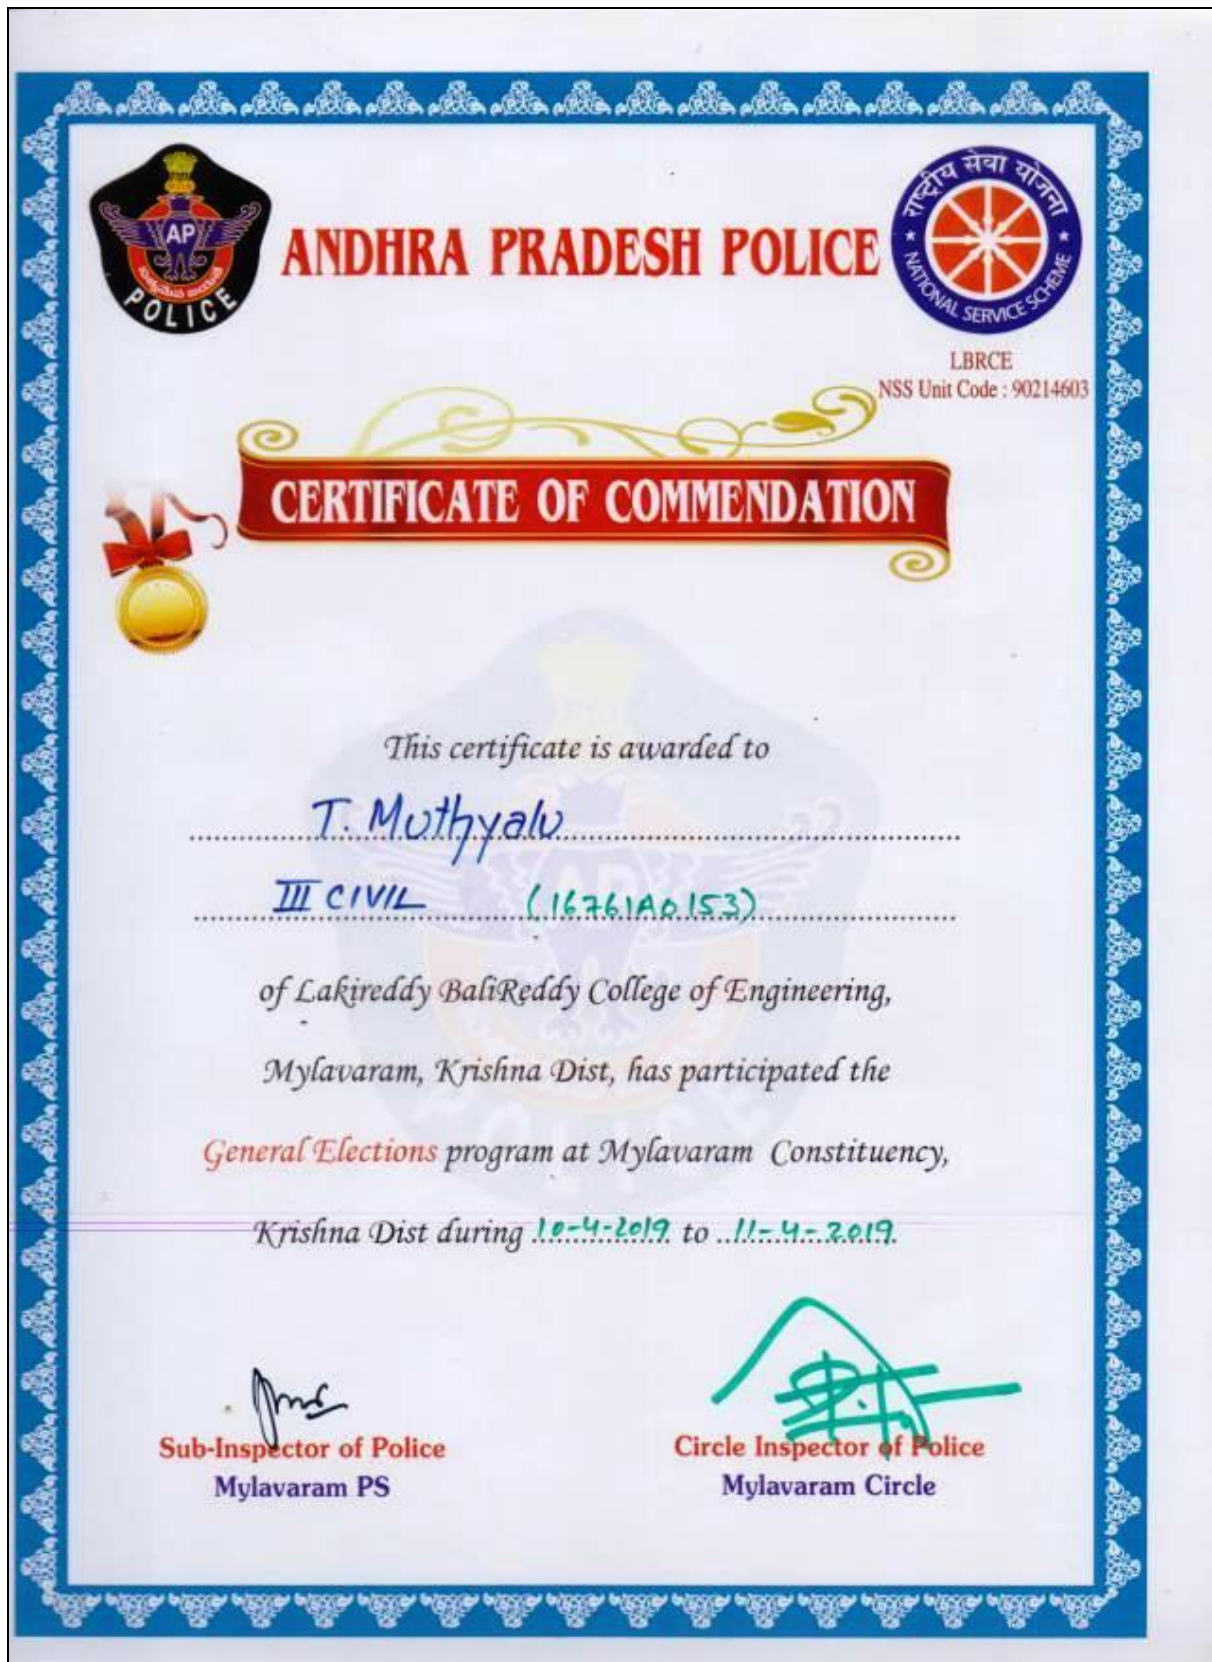 AP
POLICE
ANDHRA PRADESH POLICE
राष्ट्रीय सेवा योजना
NATIONAL SERVICE SCHEME
LBRCE
NSS Unit Code : 90214603
CERTIFICATE OF COMMENDATION
This certificate is awarded to
T. Muthyalu
III CIVIL (16761A0153)
of Lakireddy BaliReddy College of Engineering,
Mylavaram, Krishna Dist, has participated the
General Elections program at Mylavaram Constituency,
Krishna Dist during 10-4-2019 to 11-4-2019
Sub-Inspector of Police
Mylavaram PS
Circle Inspector of Police
Mylavaram Circle